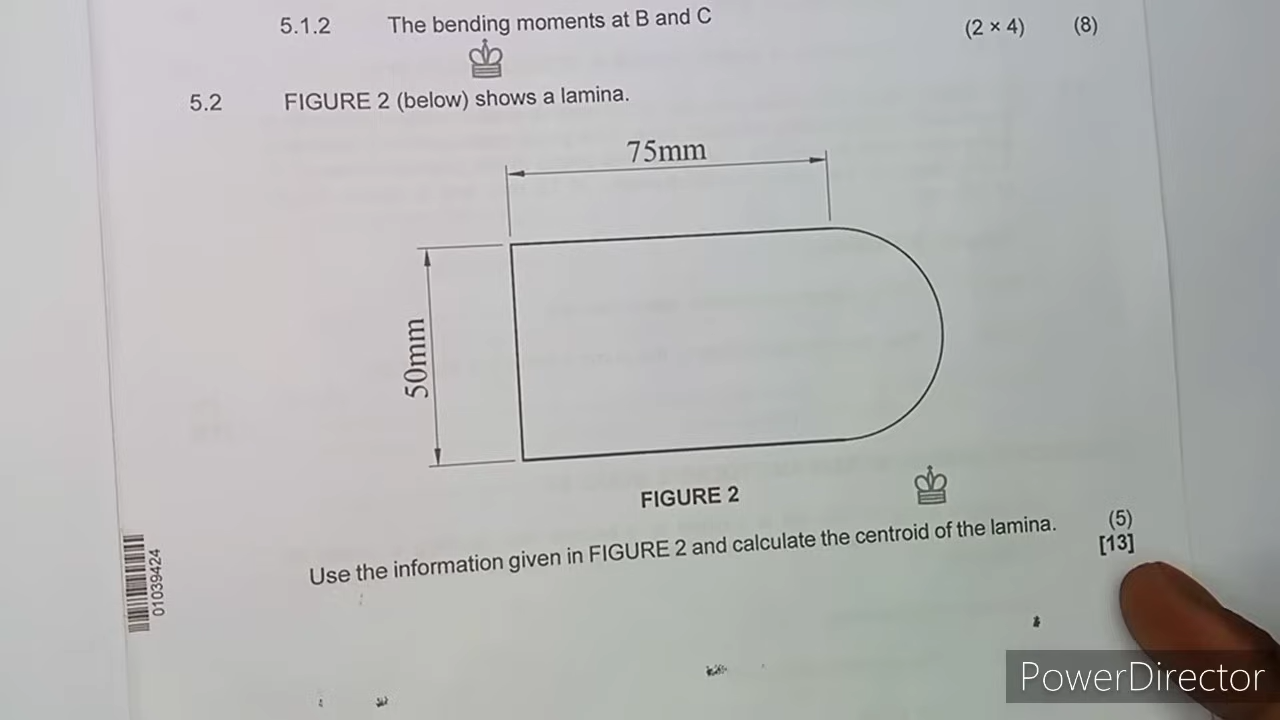 5.1.2 The bending moments at B and C (2 × 4) (8)
5.2 FIGURE 2 (below) shows a lamina.
75mm
50mm
FIGURE 2
Use the information given in FIGURE 2 and calculate the centroid of the lamina. (5)
[13]
01039424
PowerDirector